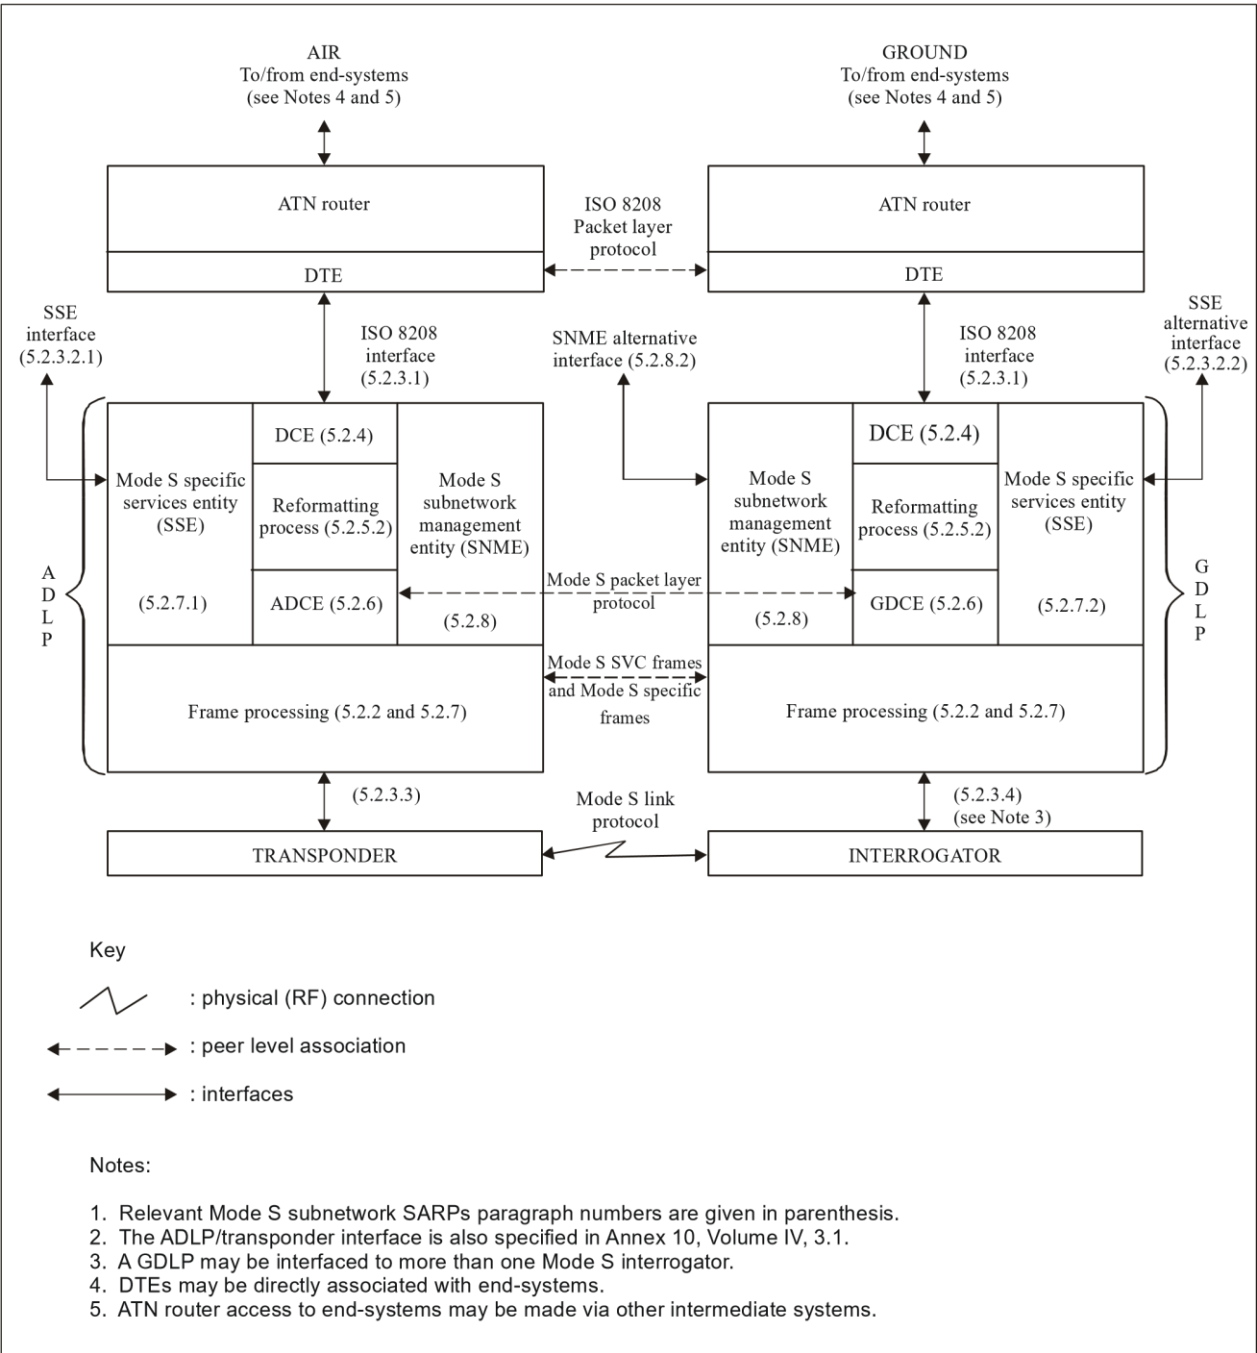 AIR
To/from end-systems
(see Notes 4 and 5)
GROUND
To/from end-systems
(see Notes 4 and 5)
ATN router
DTE
ISO 8208
Packet layer
protocol
ATN router
DTE
SSE
interface
(5.2.3.2.1)
ISO 8208
interface
(5.2.3.1)
SNME alternative
interface (5.2.8.2)
ISO 8208
interface
(5.2.3.1)
SSE
alternative
interface
(5.2.3.2.2)
A
D
L
P
Mode S specific
services entity
(SSE)
(5.2.7.1)
DCE (5.2.4)
Reformatting
process (5.2.5.2)
ADCE (5.2.6)
Mode S
subnetwork
management
entity (SNME)
(5.2.8)
Frame processing (5.2.2 and 5.2.7)
Mode S packet layer
protocol
Mode S SVC frames
and Mode S specific
frames
Mode S
subnetwork
management
entity (SNME)
(5.2.8)
DCE (5.2.4)
Reformatting
process (5.2.5.2)
GDCE (5.2.6)
Mode S specific
services entity
(SSE)
(5.2.7.2)
Frame processing (5.2.2 and 5.2.7)
G
D
L
P
(5.2.3.3)
Mode S link
protocol
(5.2.3.4)
(see Note 3)
TRANSPONDER
INTERROGATOR
Key
: physical (RF) connection
: peer level association
: interfaces
Notes:
1. Relevant Mode S subnetwork SARPs paragraph numbers are given in parenthesis.
2. The ADLP/transponder interface is also specified in Annex 10, Volume IV, 3.1.
3. A GDLP may be interfaced to more than one Mode S interrogator.
4. DTEs may be directly associated with end-systems.
5. ATN router access to end-systems may be made via other intermediate systems.